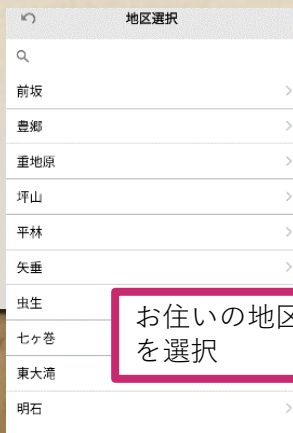 地区選択
前坂
豊郷
重地原
坪山
平林
矢垂
虫生
七ヶ巻
東大滝
明石
お住いの地区
を選択